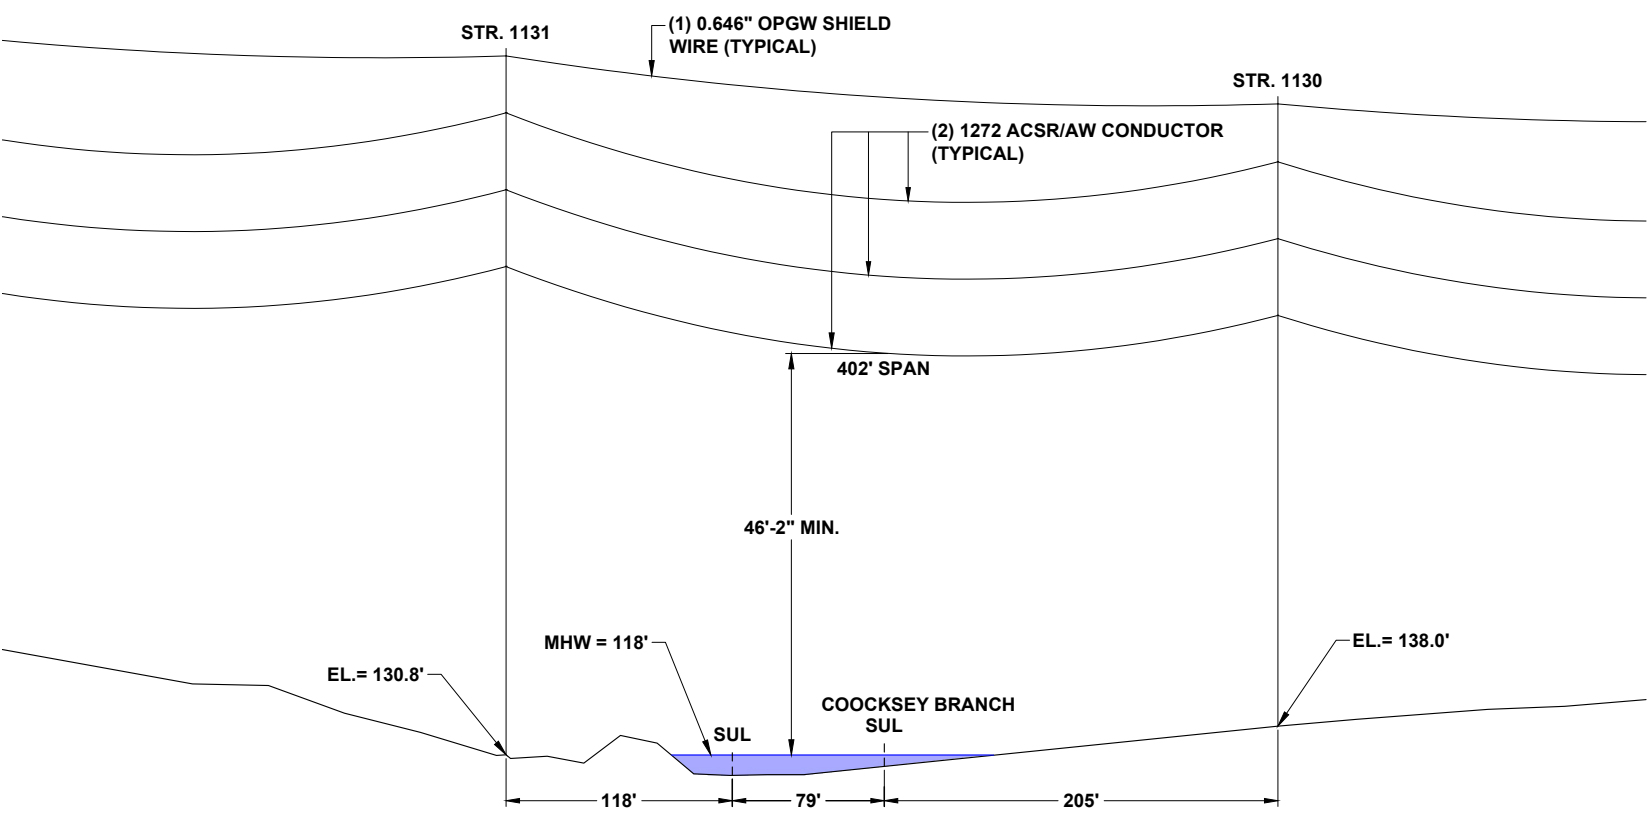 STR. 1131
(1) 0.646" OPGW SHIELD
WIRE (TYPICAL)
STR. 1130
(2) 1272 ACSR/AW CONDUCTOR
(TYPICAL)
402' SPAN
46'-2" MIN.
MHW = 118'
EL.= 138.0'
EL.= 130.8'
COOCKSEY BRANCH
SUL
SUL
118'
79'
205'